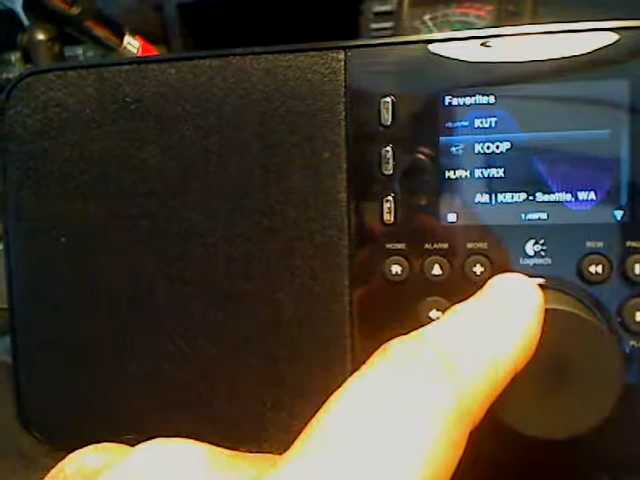 Favorites
KUT
KOOP
KVRX
Alt | KEXP - Seattle, WA
HOME
ALARM
MORE
Logitech
REW